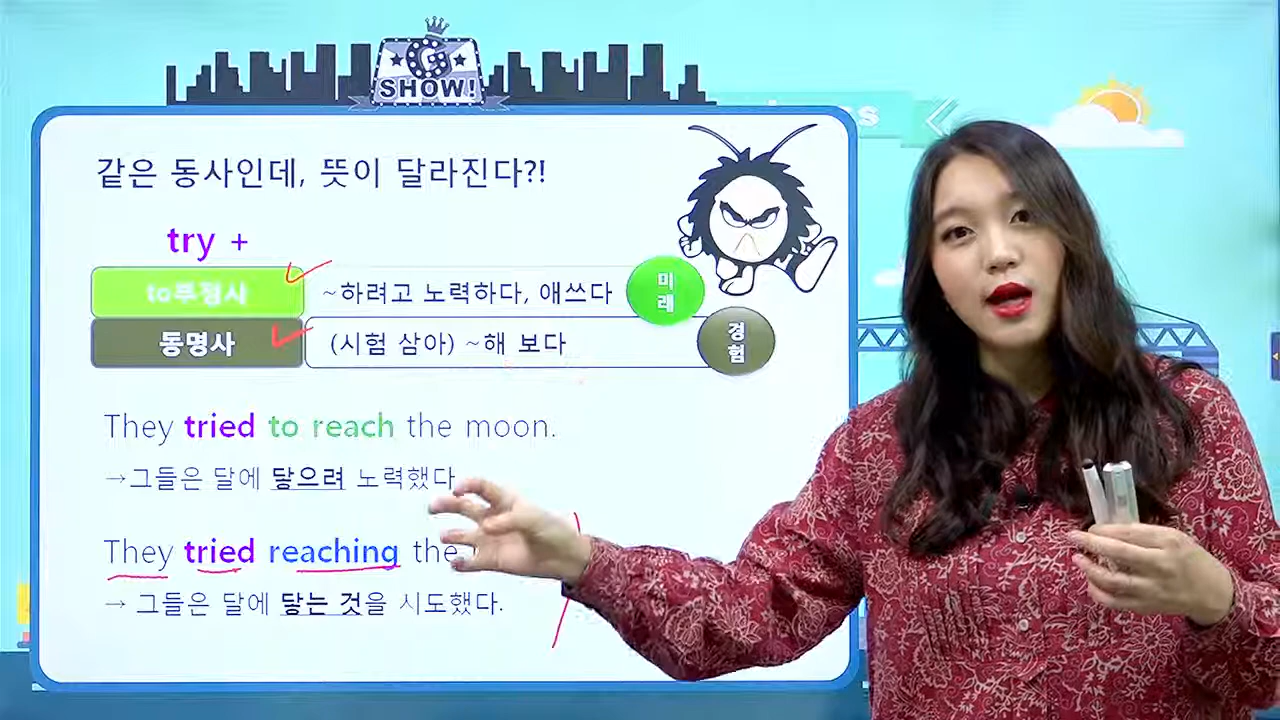 G
SHOW!
같은 동사인데, 뜻이 달라진다?!
try +
to부정사 ~하려고 노력하다, 애쓰다 미래
동명사 (시험 삼아) ~해 보다 경험
They tried to reach the moon.
→그들은 달에 닿으려 노력했다
They tried reaching the
→ 그들은 달에 닿는 것을 시도했다.